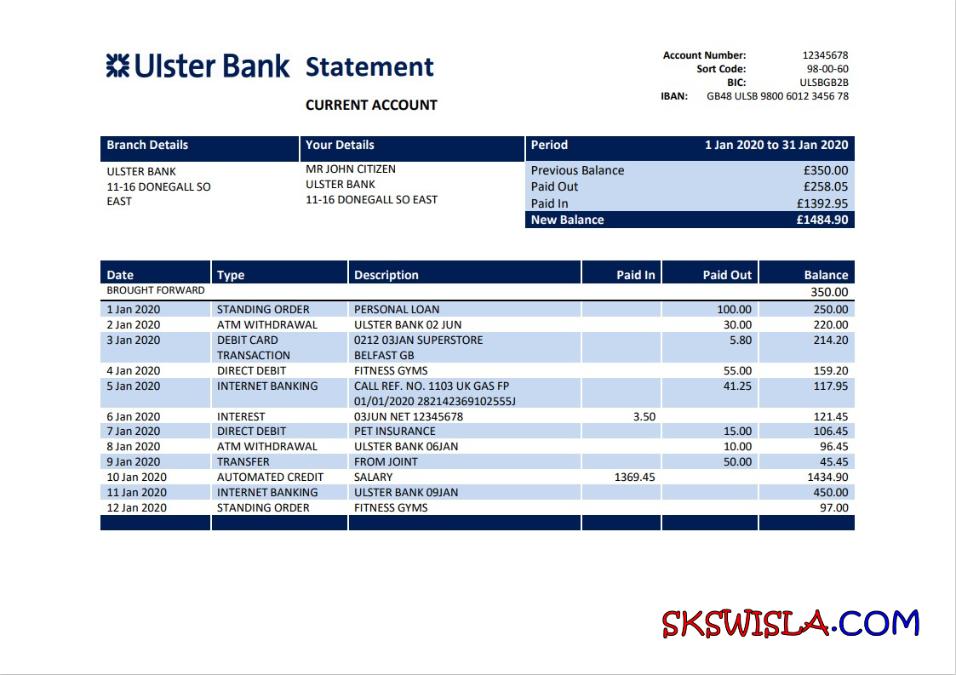 Ulster Bank Statement
CURRENT ACCOUNT
Account Number: 12345678
Sort Code: 98-00-60
BIC: ULSBGB2B
IBAN: GB48 ULSB 9800 6012 3456 78
Branch Details
ULSTER BANK
11-16 DONEGALL SO
EAST
Your Details
MR JOHN CITIZEN
ULSTER BANK
11-16 DONEGALL SO EAST
Period 1 Jan 2020 to 31 Jan 2020
Previous Balance £350.00
Paid Out £258.05
Paid In £1392.95
New Balance £1484.90
Date Type Description Paid In Paid Out Balance
BROUGHT FORWARD 350.00
1 Jan 2020 STANDING ORDER PERSONAL LOAN 100.00 250.00
2 Jan 2020 ATM WITHDRAWAL ULSTER BANK 02 JUN 30.00 220.00
3 Jan 2020 DEBIT CARD 0212 03JAN SUPERSTORE 5.80 214.20
TRANSACTION BELFAST GB
4 Jan 2020 DIRECT DEBIT FITNESS GYMS 55.00 159.20
5 Jan 2020 INTERNET BANKING CALL REF. NO. 1103 UK GAS FP 41.25 117.95
01/01/2020 282142369102555J
6 Jan 2020 INTEREST 03JUN NET 12345678 3.50 121.45
7 Jan 2020 DIRECT DEBIT PET INSURANCE 15.00 106.45
8 Jan 2020 ATM WITHDRAWAL ULSTER BANK 06JAN 10.00 96.45
9 Jan 2020 TRANSFER FROM JOINT 50.00 45.45
10 Jan 2020 AUTOMATED CREDIT SALARY 1369.45 1434.90
11 Jan 2020 INTERNET BANKING ULSTER BANK 09JAN 450.00
12 Jan 2020 STANDING ORDER FITNESS GYMS 97.00
SKSWISLA.COM